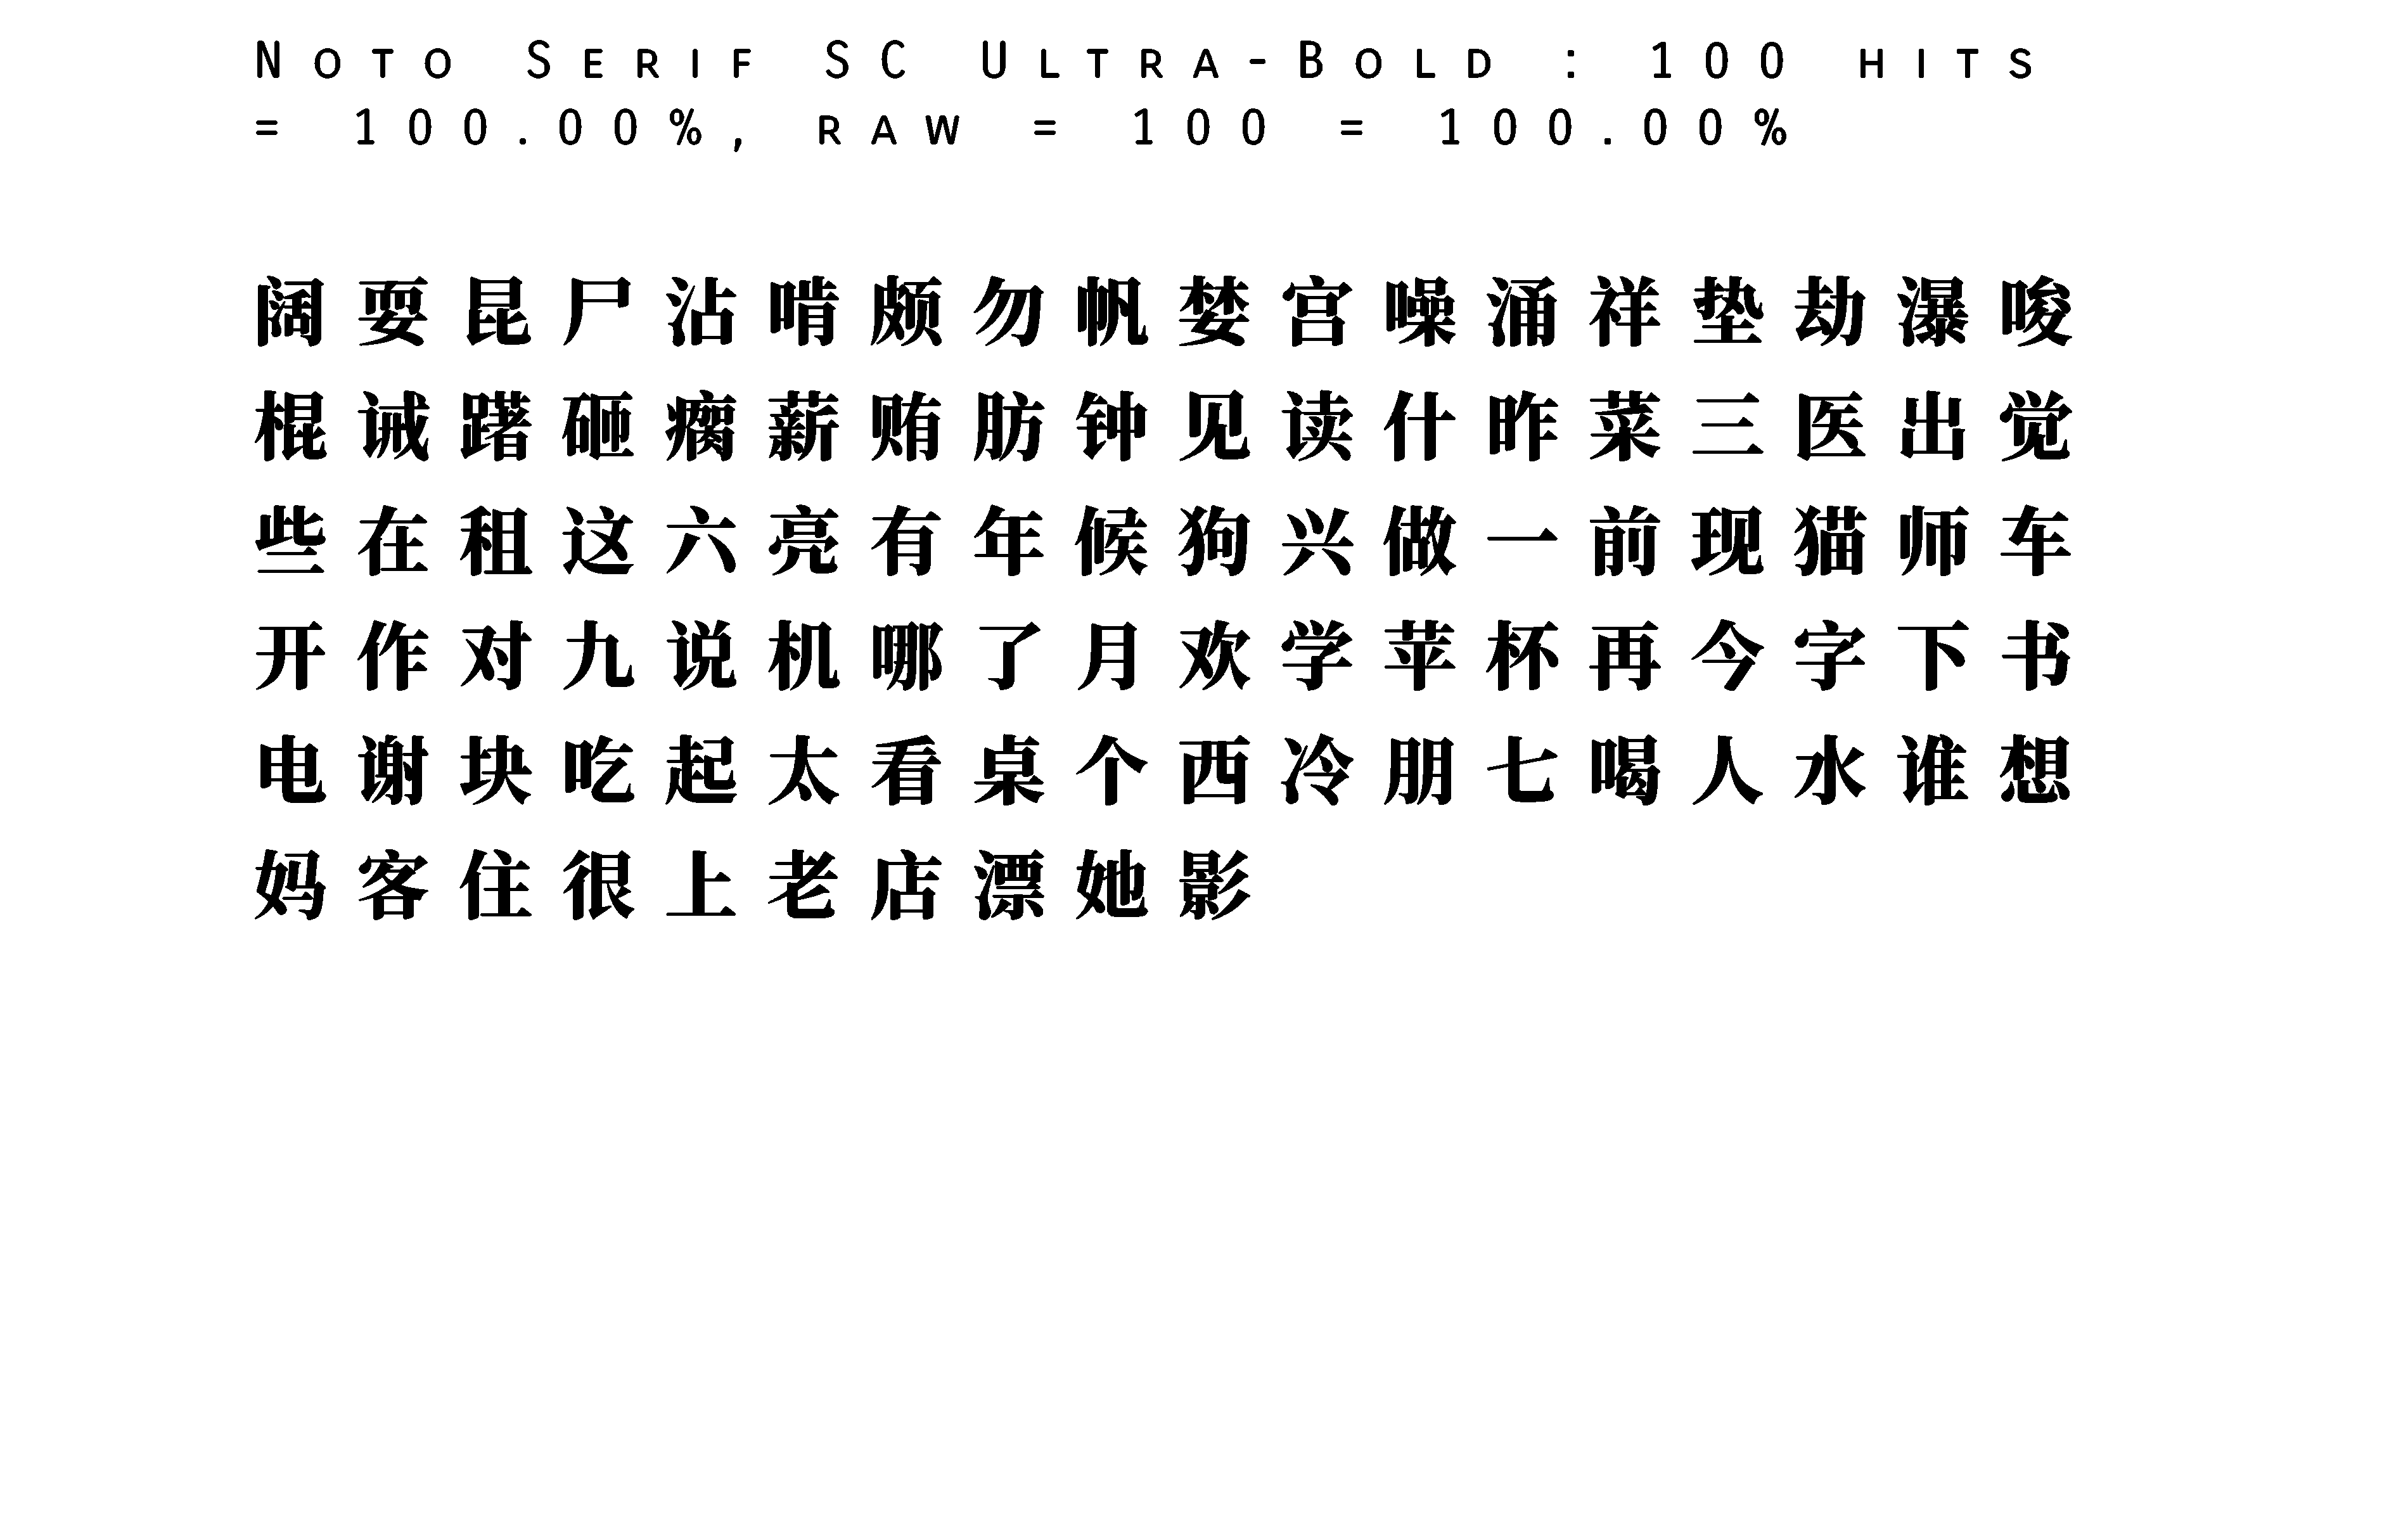 Noto Serif SC Ultra-Bold : 100 hits
= 100.00%, raw = 100 = 100.00%
阔耍昆尸沾啃颇勿帆婪宫噪涌祥垫劫瀑唆
棍诫躇砸瘸薪贿肪钟见读什昨菜三医出觉
些在租这六亮有年候狗兴做一前现猫师车
开作对九说机哪了月欢学苹杯再今字下书
电谢块吃起太看桌个西冷朋七喝人水谁想
妈客住很上老店漂她影